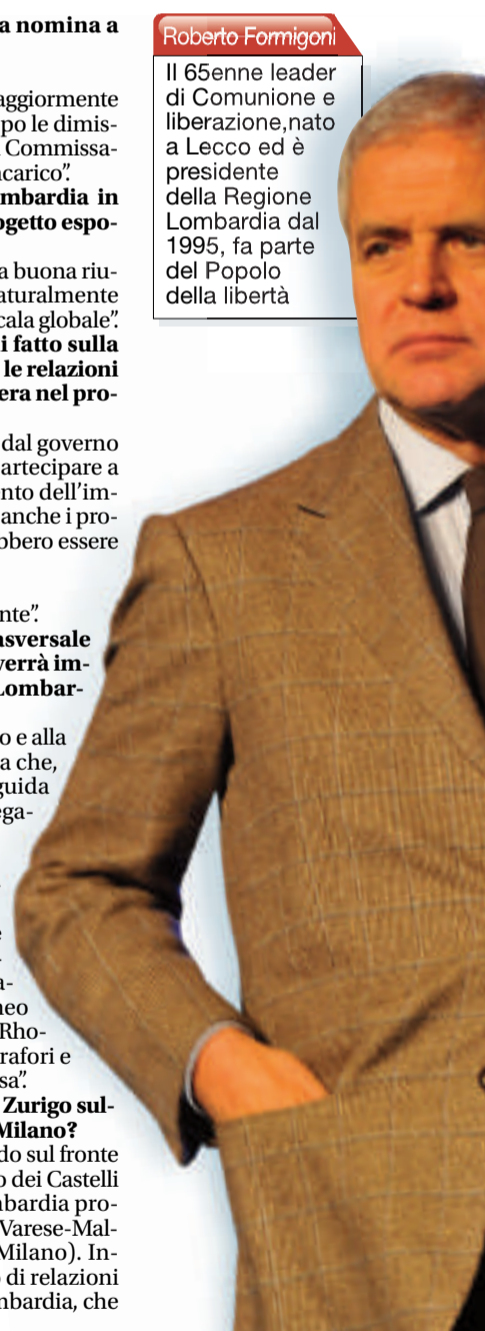 a nomina a
aggiormente
po le dimis-
Commissa-
carico”.
mbardia in
ogetto espo-
a buona riu-
aturalmente
cala globale”.
i fatto sulla
le relazioni
era nel pro-
dal governo
artecipare a
nto dell’im-
anche i pro-
bbero essere
nte”.
asversale
verrà im-
Lombar-
o e alla
a che,
guida
ega-
e
a-
neo
Rho-
rafori e
sa”.
Zurigo sul-
Milano?
do sul fronte
o dei Castelli
mbardia pro-
Varese-Mal-
Milano). In-
o di relazioni
mbardia, che
Roberto Formigoni
Il 65enne leader
di Comunione e
liberazione,nato
a Lecco ed è
presidente
della Regione
Lombardia dal
1995, fa parte
del Popolo
della libertà